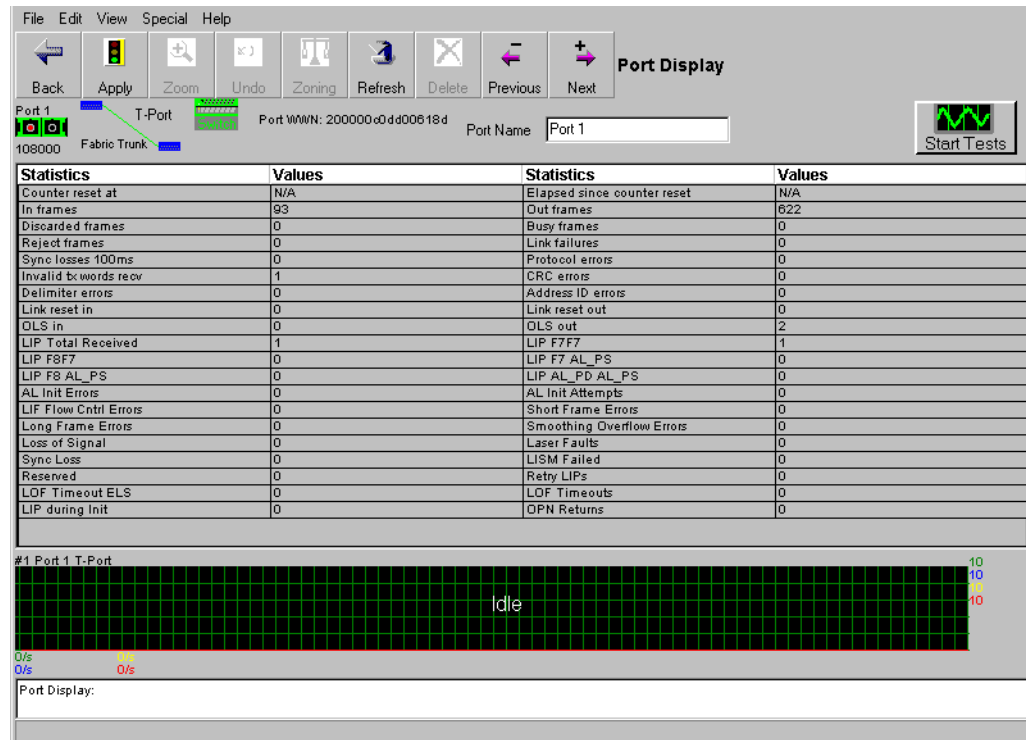 File Edit View Special Help
Back Apply Zoom Undo Zoning Refresh Delete Previous Next Port Display
Port 1 T-Port Switch Port WWN: 200000c0dd00618d Port Name Port 1
108000 Fabric Trunk Start Tests
Statistics Values Statistics Values
Counter reset at N/A Elapsed since counter reset N/A
In frames 93 Out frames 622
Discarded frames 0 Busy frames 0
Reject frames 0 Link failures 0
Sync losses 100ms 0 Protocol errors 0
Invalid tx words recv 1 CRC errors 0
Delimiter errors 0 Address ID errors 0
Link reset in 0 Link reset out 0
OLS in 0 OLS out 2
LIP Total Received 1 LIP F7F7 1
LIP F8F7 0 LIP F7 AL_PS 0
LIP F8 AL_PS 0 LIP AL_PD AL_PS 0
AL Init Errors 0 AL Init Attempts 0
LIF Flow Cntrl Errors 0 Short Frame Errors 0
Long Frame Errors 0 Smoothing Overflow Errors 0
Loss of Signal 0 Laser Faults 0
Sync Loss 0 LISM Failed 0
Reserved 0 Retry LIPs 0
LOF Timeout ELS 0 LOF Timeouts 0
LIP during Init 0 OPN Returns 0
#1 Port 1 T-Port 10
10
10
10
Idle
0/s 0/s
0/s 0/s
Port Display: